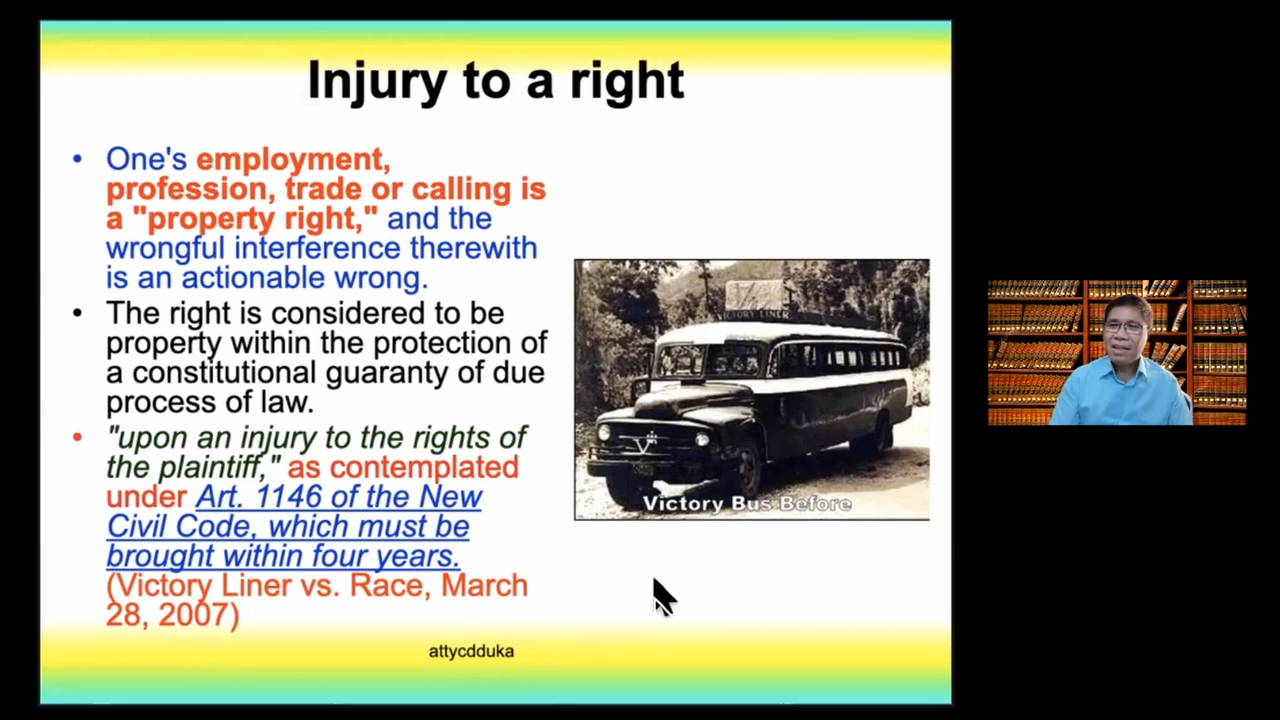 Injury to a right
• One's employment,
profession, trade or calling is
a "property right," and the
wrongful interference therewith
is an actionable wrong.
• The right is considered to be
property within the protection of
a constitutional guaranty of due
process of law.
• "upon an injury to the rights of
the plaintiff," as contemplated
under Art. 1146 of the New
Civil Code, which must be
brought within four years.
(Victory Liner vs. Race, March
28, 2007)
VICTORY LINER
Victory Bus Before
attycdduka